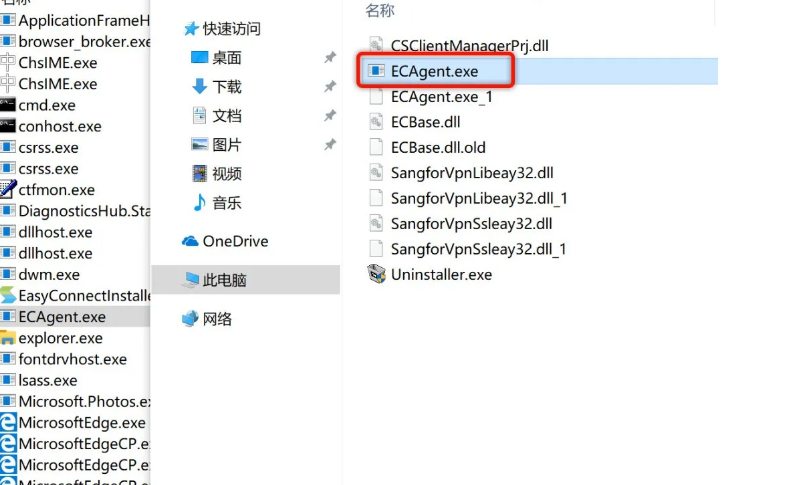 名称
ApplicationFrameH
browser_broker.exe
ChsIME.exe
ChsIME.exe
cmd.exe
conhost.exe
csrss.exe
csrss.exe
ctfmon.exe
DiagnosticsHub.Sta
dllhost.exe
dllhost.exe
dwm.exe
EasyConnectInstalle
ECAgent.exe
explorer.exe
fontdrvhost.exe
lsass.exe
Microsoft.Photos.ex
MicrosoftEdge.exe
MicrosoftEdgeCP.e
MicrosoftEdgeCP.e
MicrosoftEdgeCP.e
快速访问
桌面
下载
文档
图片
视频
音乐
OneDrive
此电脑
网络
名称
CSClientManagerPrj.dll
ECAgent.exe
ECAgent.exe_1
ECBase.dll
ECBase.dll.old
SangforVpnLibeay32.dll
SangforVpnLibeay32.dll_1
SangforVpnSsleay32.dll
SangforVpnSsleay32.dll_1
Uninstaller.exe